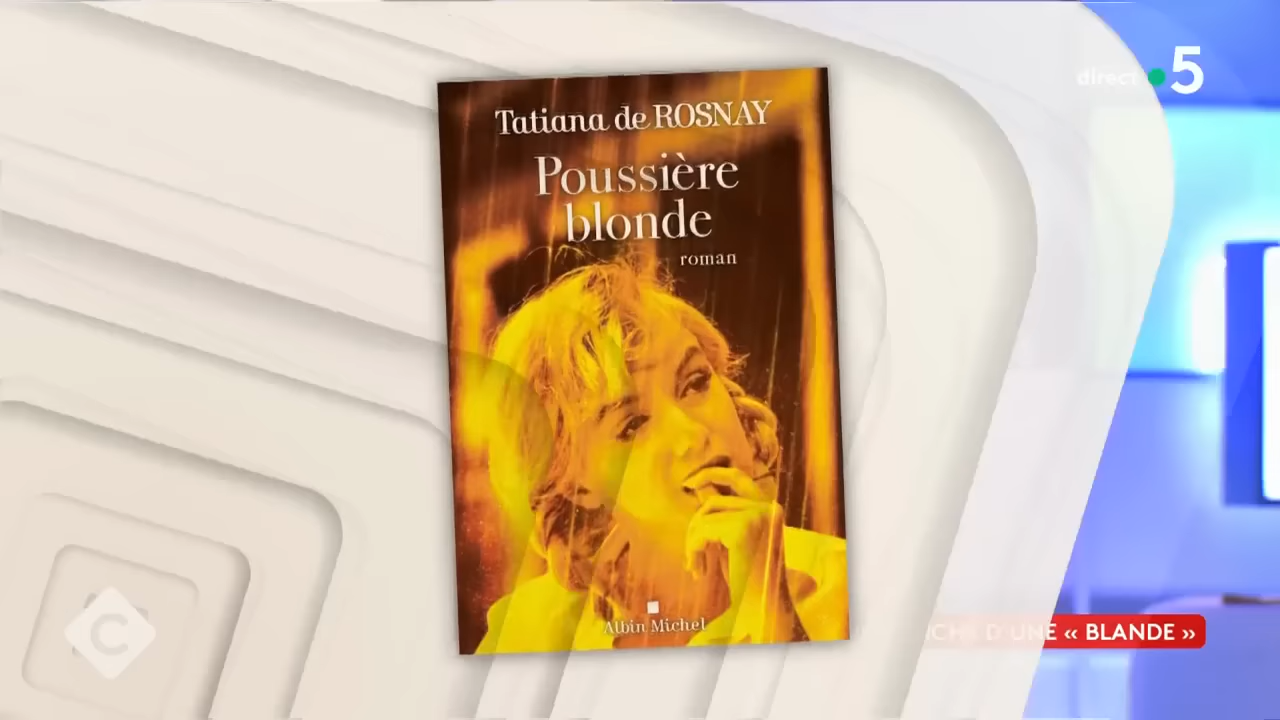 direct 5
Tatiana de ROSNAY
Poussière
blonde
roman
Albin Michel
D'UNE « BLANDE »
C